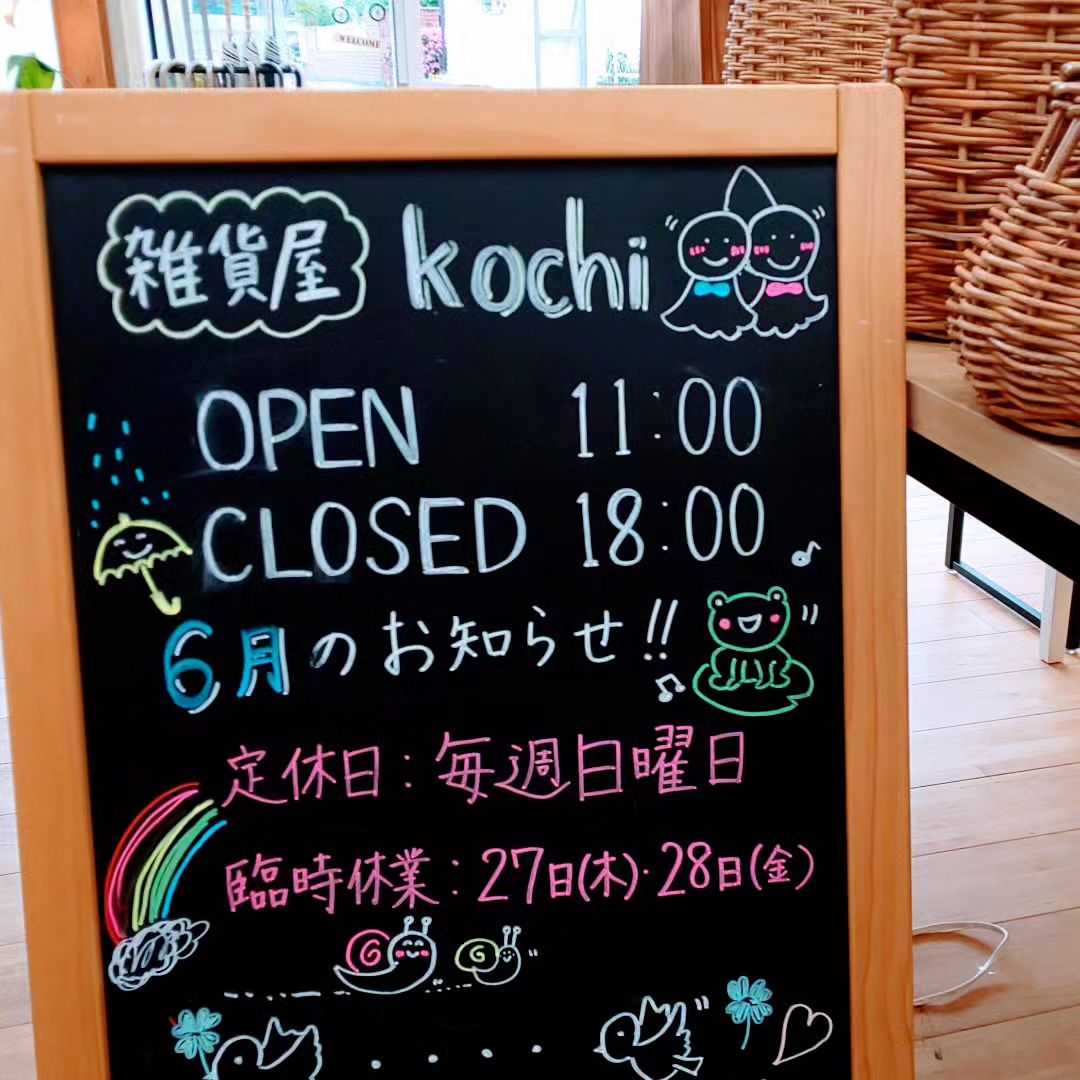 WELCOME
雑貨屋 kochi
OPEN 11:00
CLOSED 18:00
6月のお知らせ!!
定休日:毎週日曜日
臨時休業:27日(木)・28日(金)